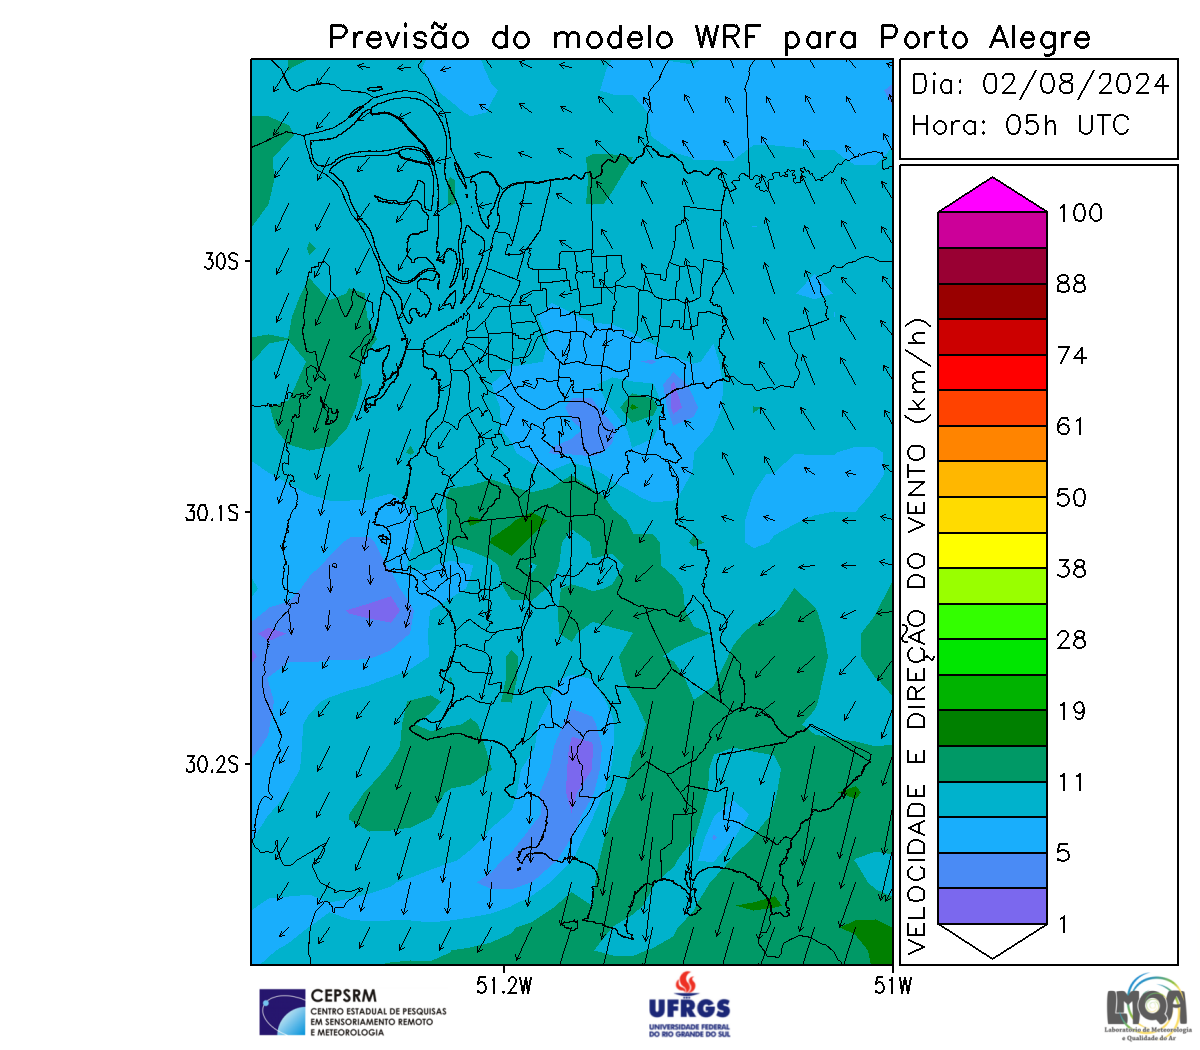 Previsão do modelo WRF para Porto Alegre
Dia: 02/08/2024
Hora: 05h UTC
30S
30.1S
30.2S
51.2W
51W
VELOCIDADE E DIREÇÃO DO VENTO (km/h)
100
88
74
61
50
38
28
19
11
5
1
CEPSRM
CENTRO ESTADUAL DE PESQUISAS
EM SENSORIAMENTO REMOTO
E METEOROLOGIA
UFRGS
UNIVERSIDADE FEDERAL
DO RIO GRANDE DO SUL
LMQA
Laboratório de Meteorologia
e Qualidade do Ar